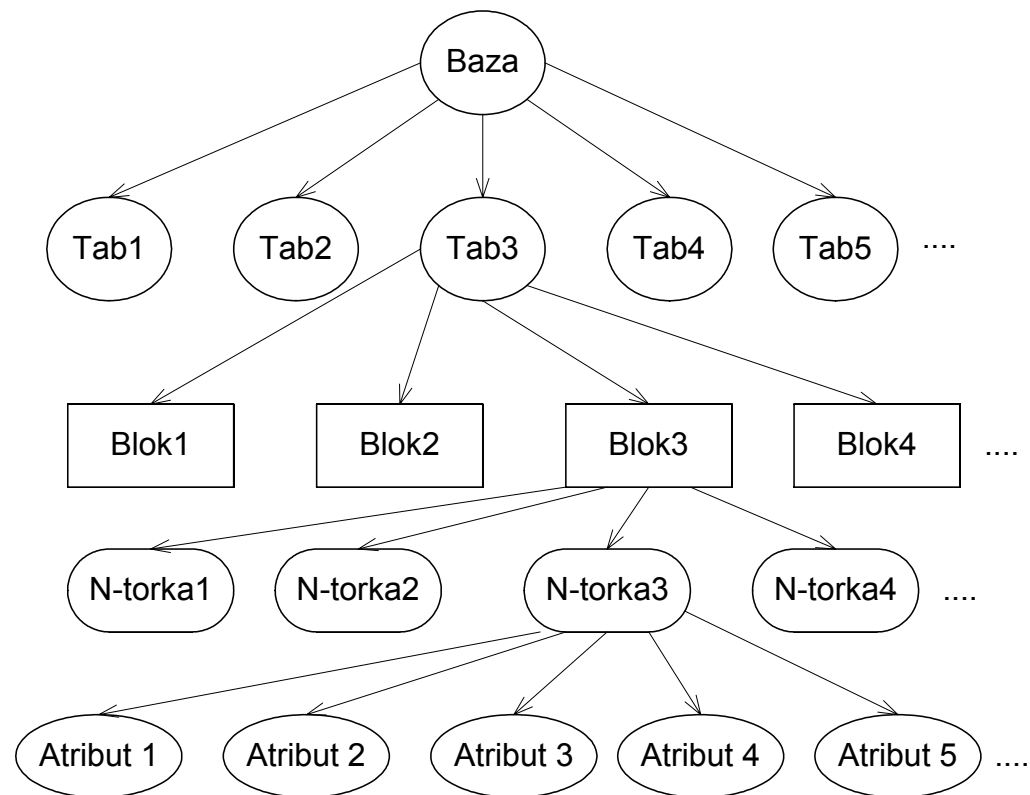 Baza
Tab1 Tab2 Tab3 Tab4 Tab5 ....
Blok1 Blok2 Blok3 Blok4 ....
N-torka1 N-torka2 N-torka3 N-torka4 ....
Atribut 1 Atribut 2 Atribut 3 Atribut 4 Atribut 5 ....